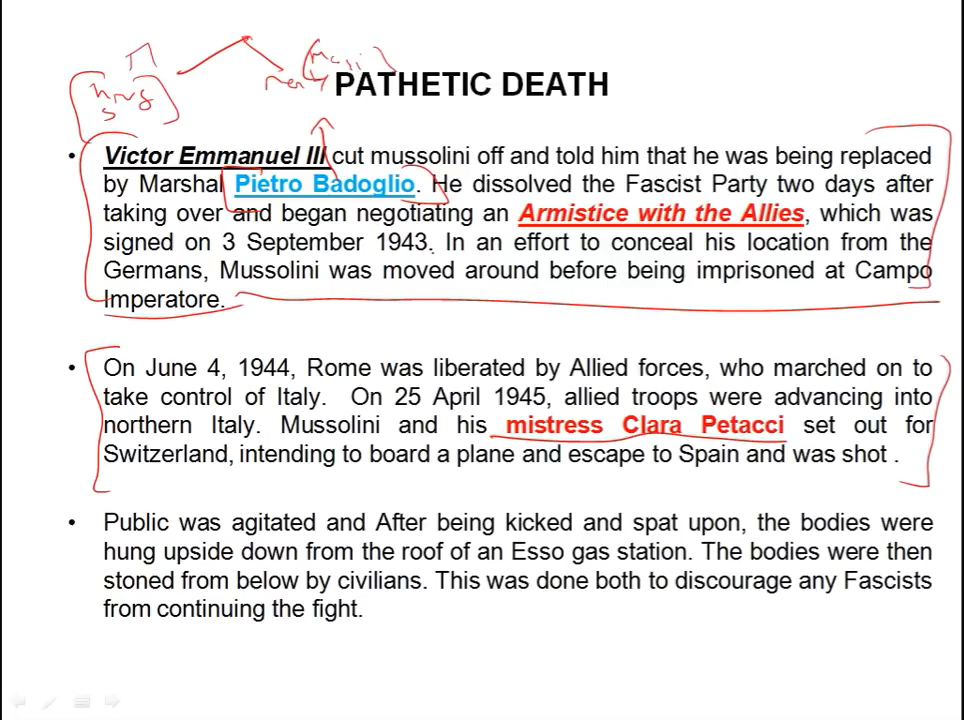 PATHETIC DEATH
• Victor Emmanuel III cut mussolini off and told him that he was being replaced
by Marshal Pietro Badoglio. He dissolved the Fascist Party two days after
taking over and began negotiating an Armistice with the Allies, which was
signed on 3 September 1943. In an effort to conceal his location from the
Germans, Mussolini was moved around before being imprisoned at Campo
Imperatore.
• On June 4, 1944, Rome was liberated by Allied forces, who marched on to
take control of Italy. On 25 April 1945, allied troops were advancing into
northern Italy. Mussolini and his mistress Clara Petacci set out for
Switzerland, intending to board a plane and escape to Spain and was shot .
• Public was agitated and After being kicked and spat upon, the bodies were
hung upside down from the roof of an Esso gas station. The bodies were then
stoned from below by civilians. This was done both to discourage any Fascists
from continuing the fight.